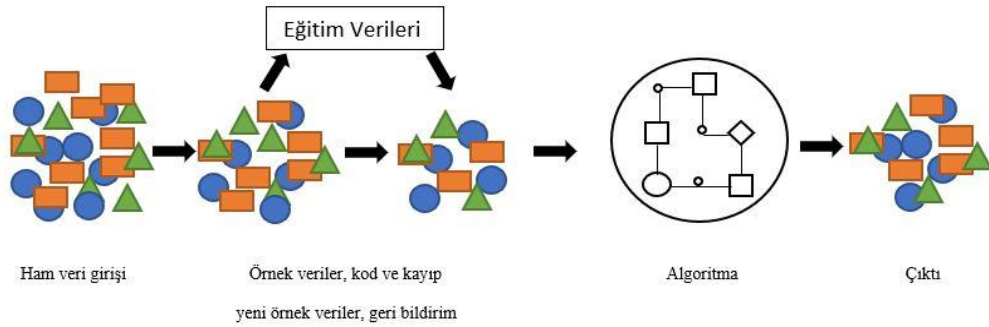 Eğitim Verileri
Ham veri girişi
Örnek veriler, kod ve kayıp
yeni örnek veriler, geri bildirim
Algoritma
Çıktı